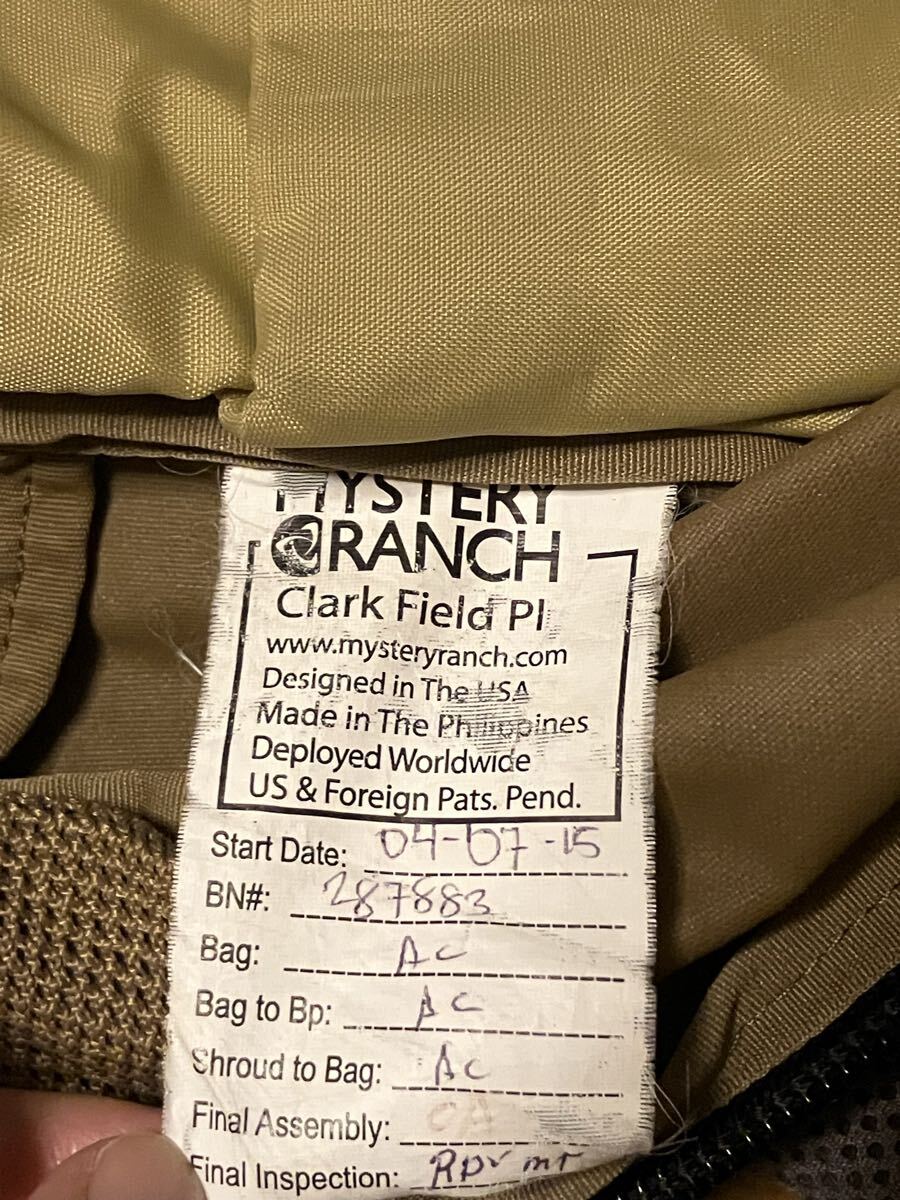 MYSTERY
RANCH
Clark Field PI
www.mysteryranch.com
Designed in The USA
Made in The Philippines
Deployed Worldwide
US & Foreign Pats. Pend.
Start Date: 04-07-15
BN#: 287883
Bag: AC
Bag to Bp: AC
Shroud to Bag: AC
Final Assembly:
Final Inspection: